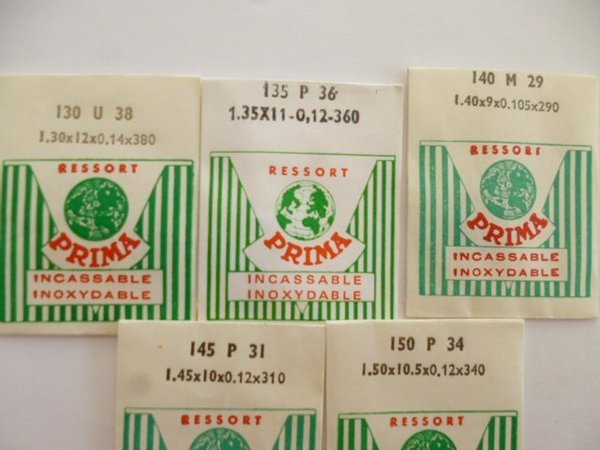 130 U 38
1.30x12x0.14x380
RESSORT
PRIMA
INCASSABLE
INOXYDABLE
135 P 36
1.35X11-0,12-360
RESSORT
PRIMA
INCASSABLE
INOXYDABLE
140 M 29
1.40x9x0.105x290
RESSORT
PRIMA
INCASSABLE
INOXYDABLE
145 P 31
1.45x10x0.12x310
RESSORT
150 P 34
1.50x10.5x0,12x340
RESSORT